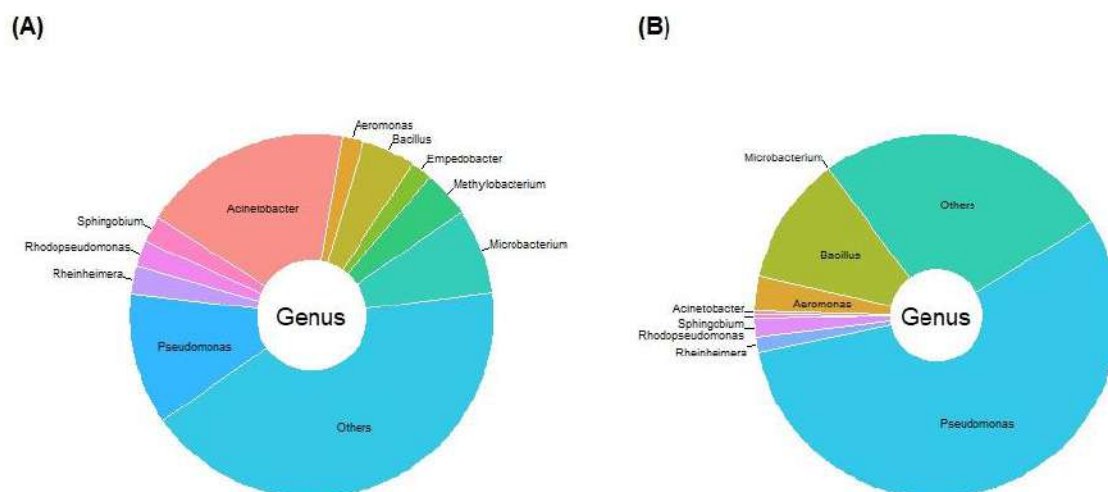 (A)
Aeromonas
Bacillus
Empedobacter
Methylobacterium
Microbacterium
Acinetobacter
Sphingobium
Rhodopseudomonas
Rheinheimera
Pseudomonas
Others
Genus
(B)
Microbacterium
Others
Bacillus
Aeromonas
Acinetobacter
Sphingobium
Rhodopseudomonas
Rheinheimera
Pseudomonas
Genus